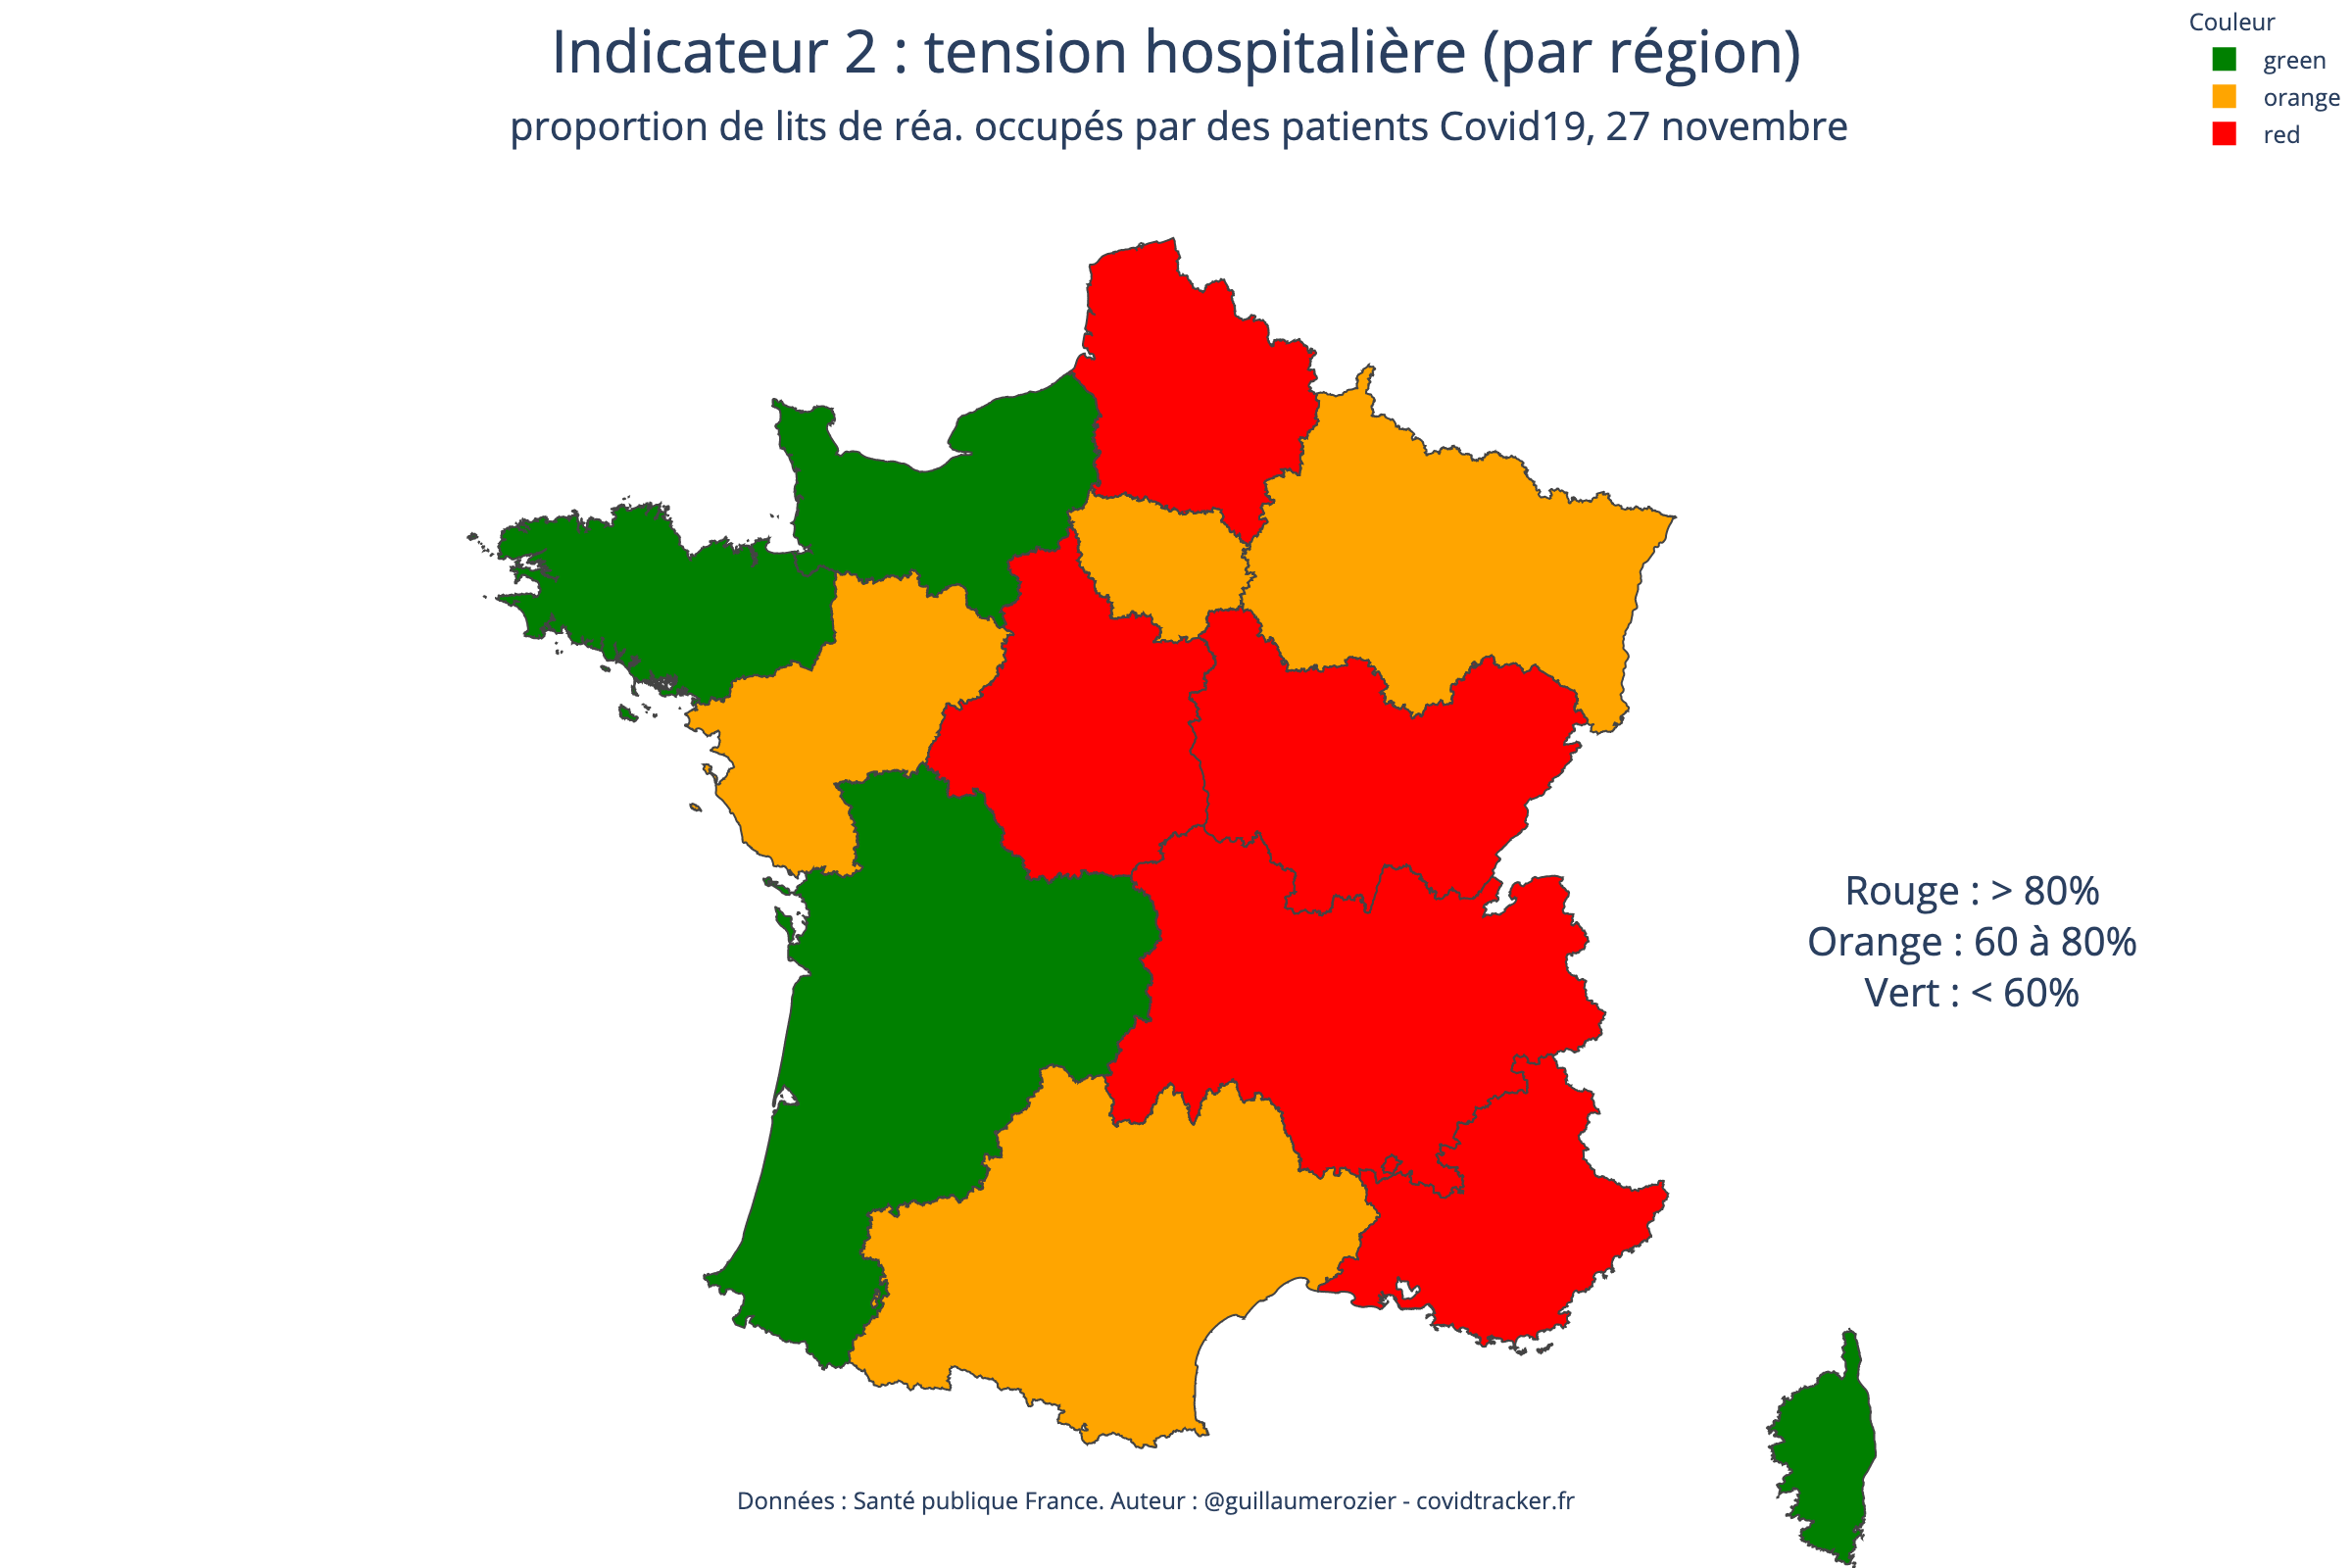 Indicateur 2 : tension hospitalière (par région)
proportion de lits de réa. occupés par des patients Covid19, 27 novembre
Couleur
green
orange
red
Rouge : > 80%
Orange : 60 à 80%
Vert : < 60%
Données : Santé publique France. Auteur : @guillaumerozier - covidtracker.fr